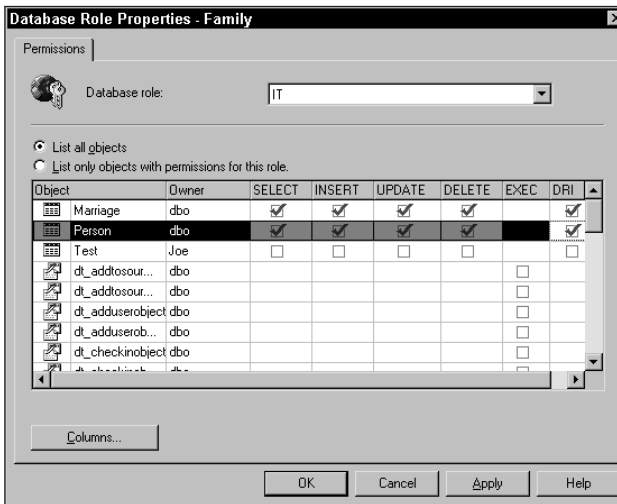 Database Role Properties - Family
Permissions
Database role: IT
List all objects
List only objects with permissions for this role.
Object Owner SELECT INSERT UPDATE DELETE EXEC DRI
Marriage dbo
Person dbo
Test Joe
dt_addtosour... dbo
dt_addtosour... dbo
dt_adduserobject dbo
dt_adduserob... dbo
dt_checkinobject dbo
Columns...
OK Cancel Apply Help